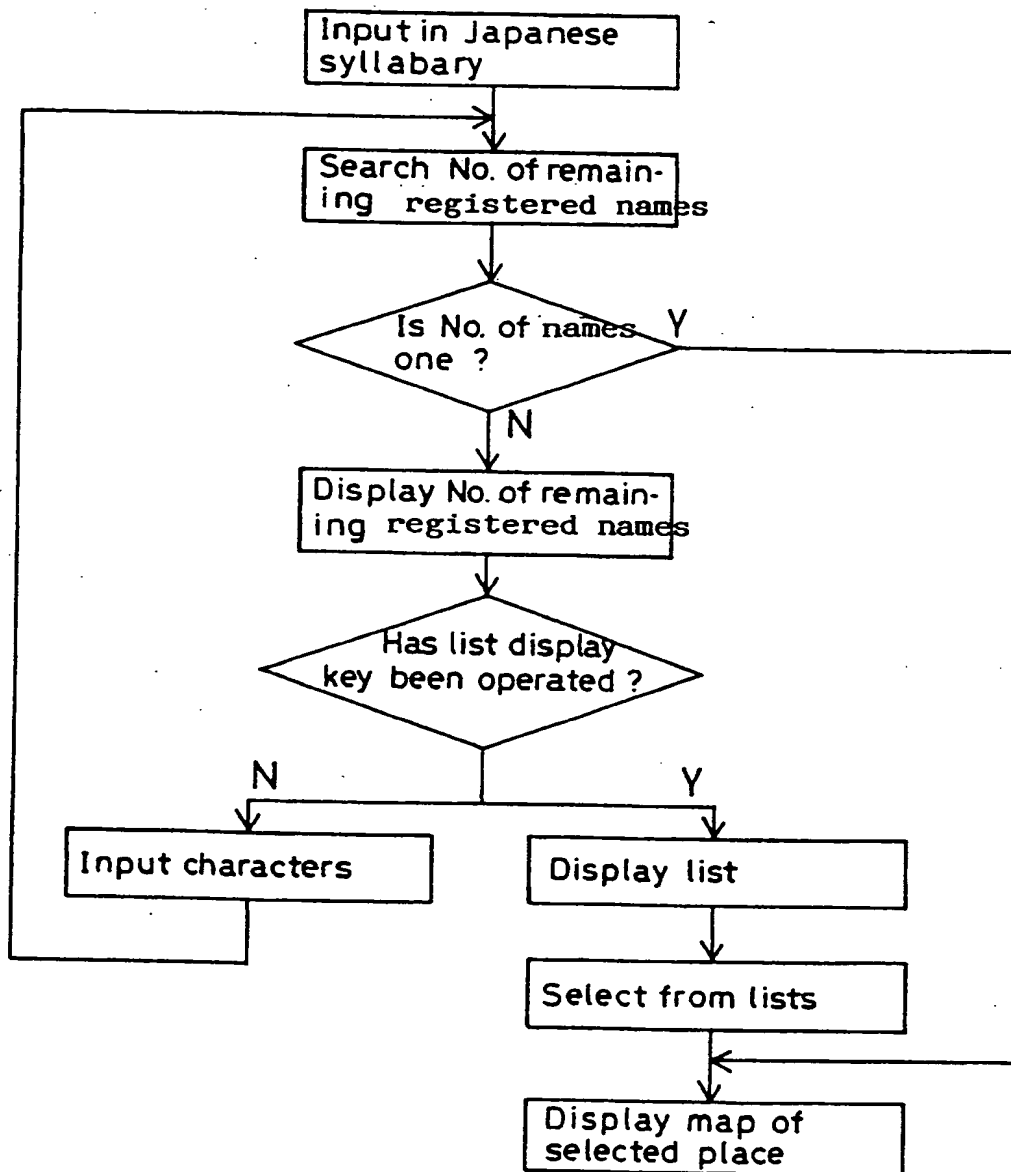 Input in Japanese
syllabary
Search No. of remain-
ing registered names
Is No. of names
one ?
Y
N
Display No. of remain-
ing registered names
Has list display
key been operated ?
N
Y
Input characters
Display list
Select from lists
Display map of
selected place